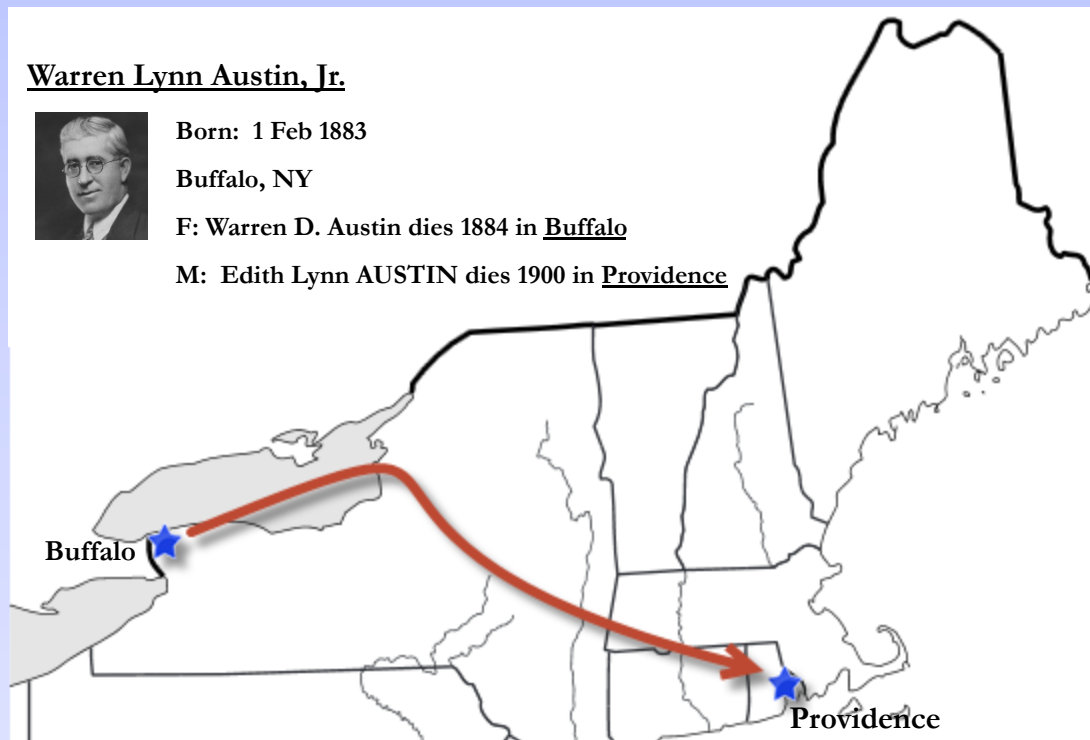 Warren Lynn Austin, Jr.
Born: 1 Feb 1883
Buffalo, NY
F: Warren D. Austin dies 1884 in Buffalo
M: Edith Lynn AUSTIN dies 1900 in Providence
Buffalo
Providence